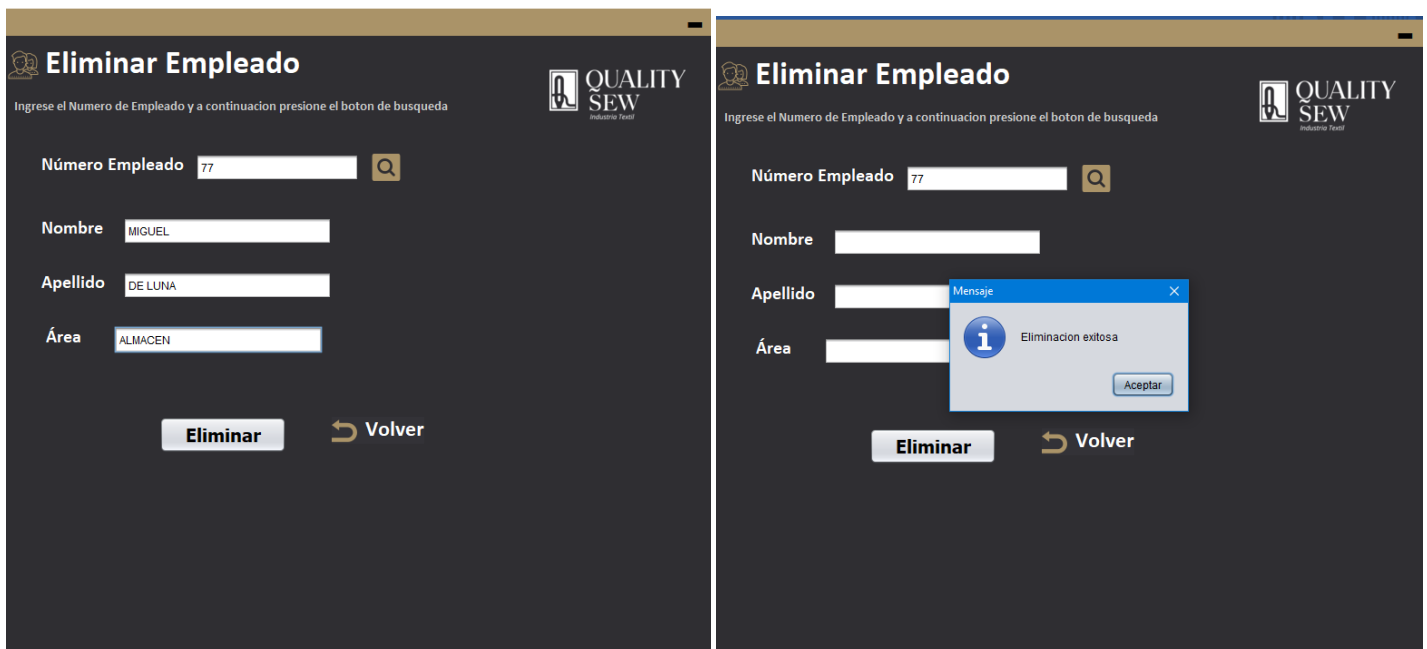 Eliminar Empleado
QUALITY
SEW
Industria Textil
Ingrese el Numero de Empleado y a continuacion presione el boton de busqueda
Número Empleado 77
Nombre MIGUEL
Apellido DE LUNA
Área ALMACEN
Eliminar Volver
Eliminar Empleado
QUALITY
SEW
Industria Textil
Ingrese el Numero de Empleado y a continuacion presione el boton de busqueda
Número Empleado 77
Nombre
Apellido
Área
Mensaje
Eliminacion exitosa
Aceptar
Eliminar Volver